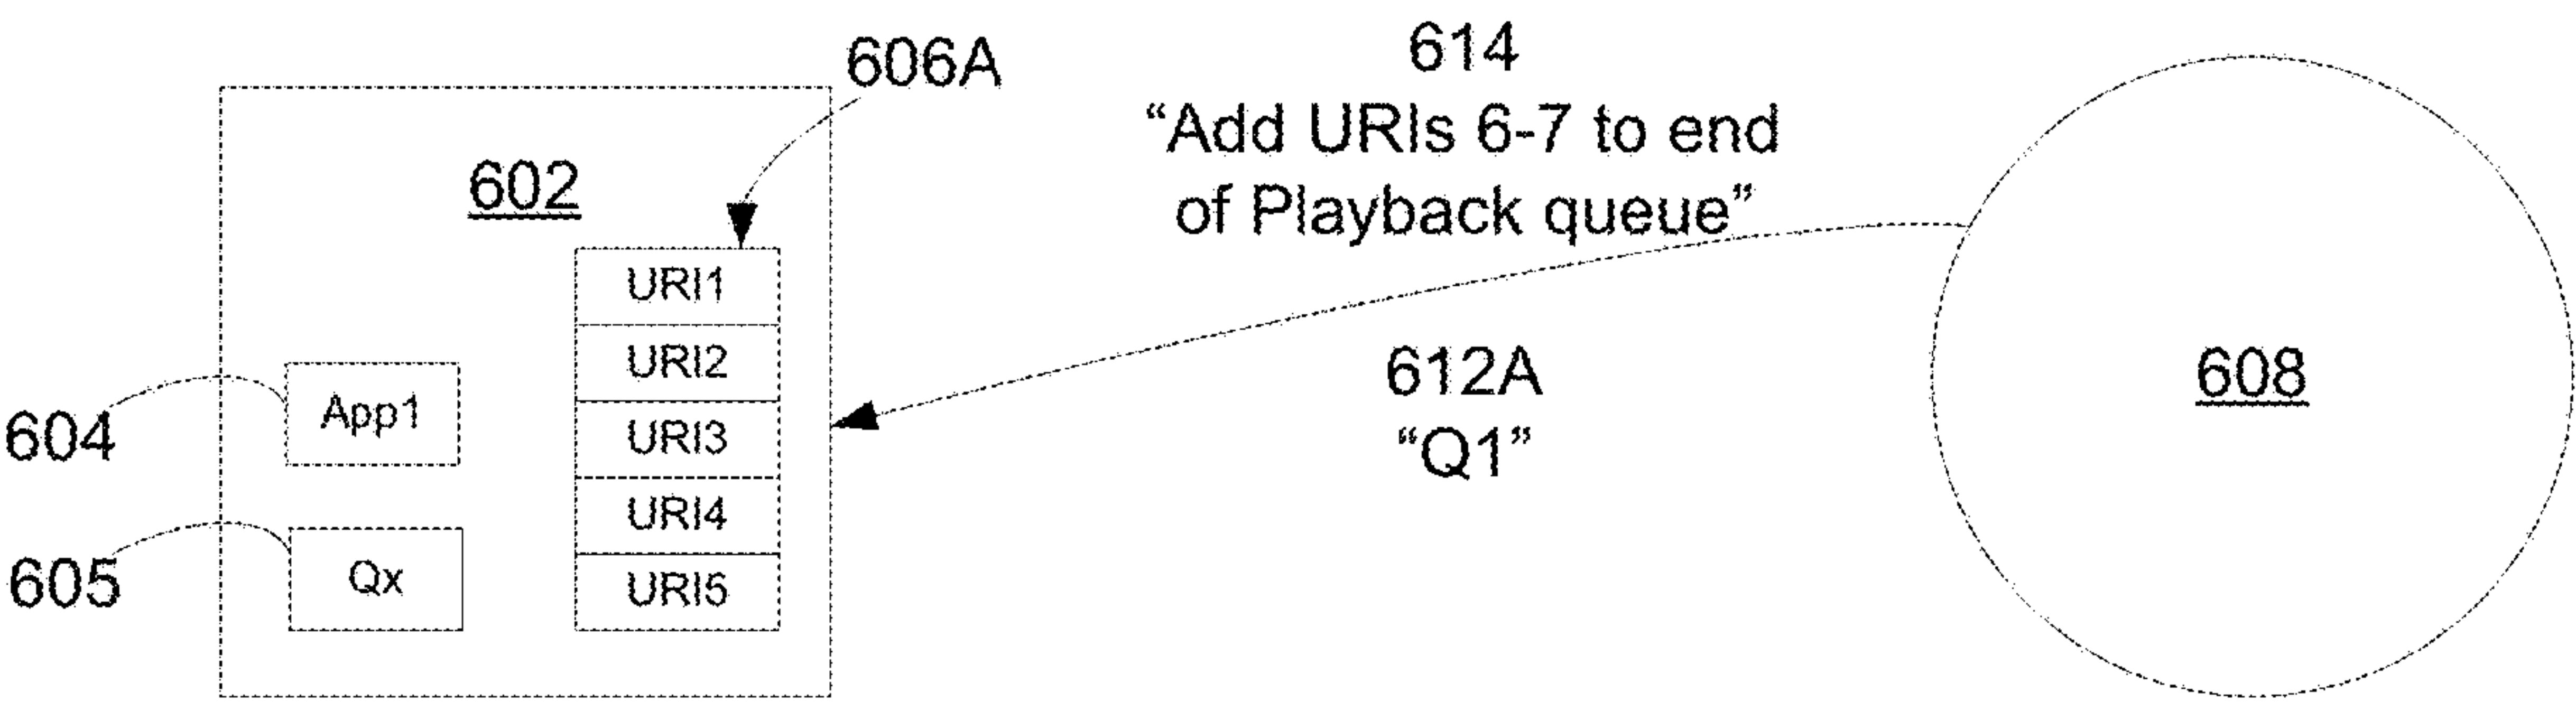 606A
614
“Add URIs 6-7 to end
of Playback queue”
602
URI1
URI2
URI3
URI4
URI5
604
App1
605
Qx
612A
“Q1”
608